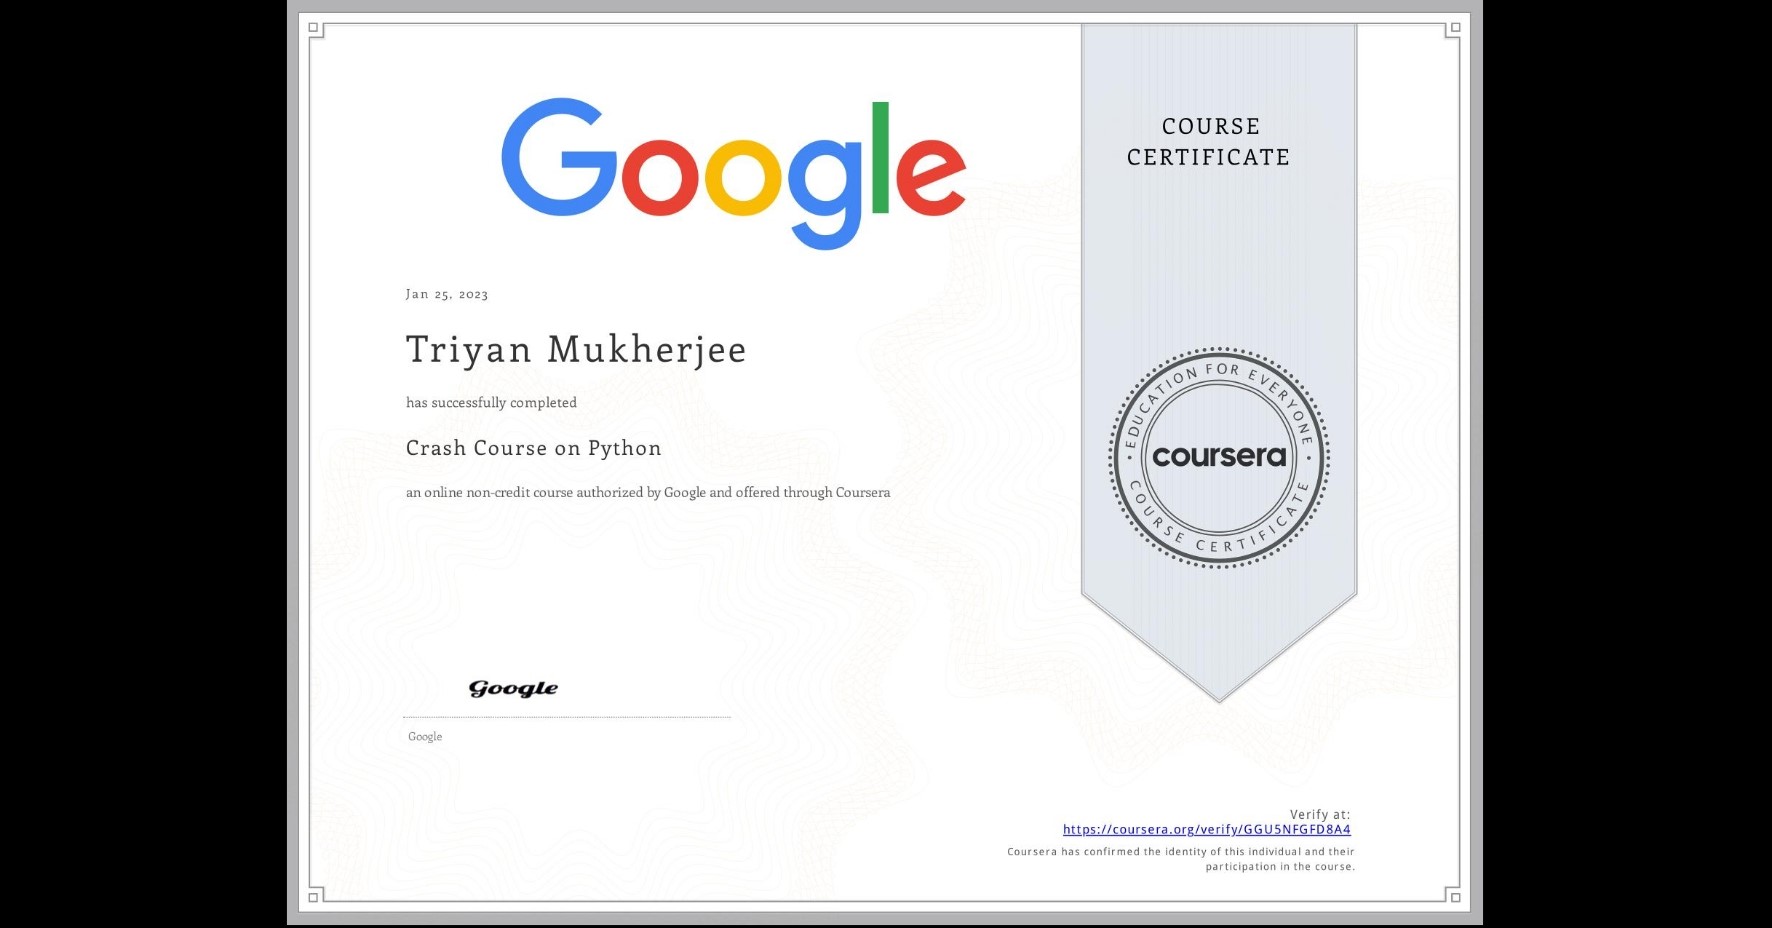 Google
COURSE
CERTIFICATE
Jan 25, 2023
Triyan Mukherjee
has successfully completed
Crash Course on Python
an online non-credit course authorized by Google and offered through Coursera
EDUCATION FOR EVERYONE
coursera
COURSE CERTIFICATE
Google
Google
Verify at:
https://coursera.org/verify/GGU5NFGFD8A4
Coursera has confirmed the identity of this individual and their
participation in the course.